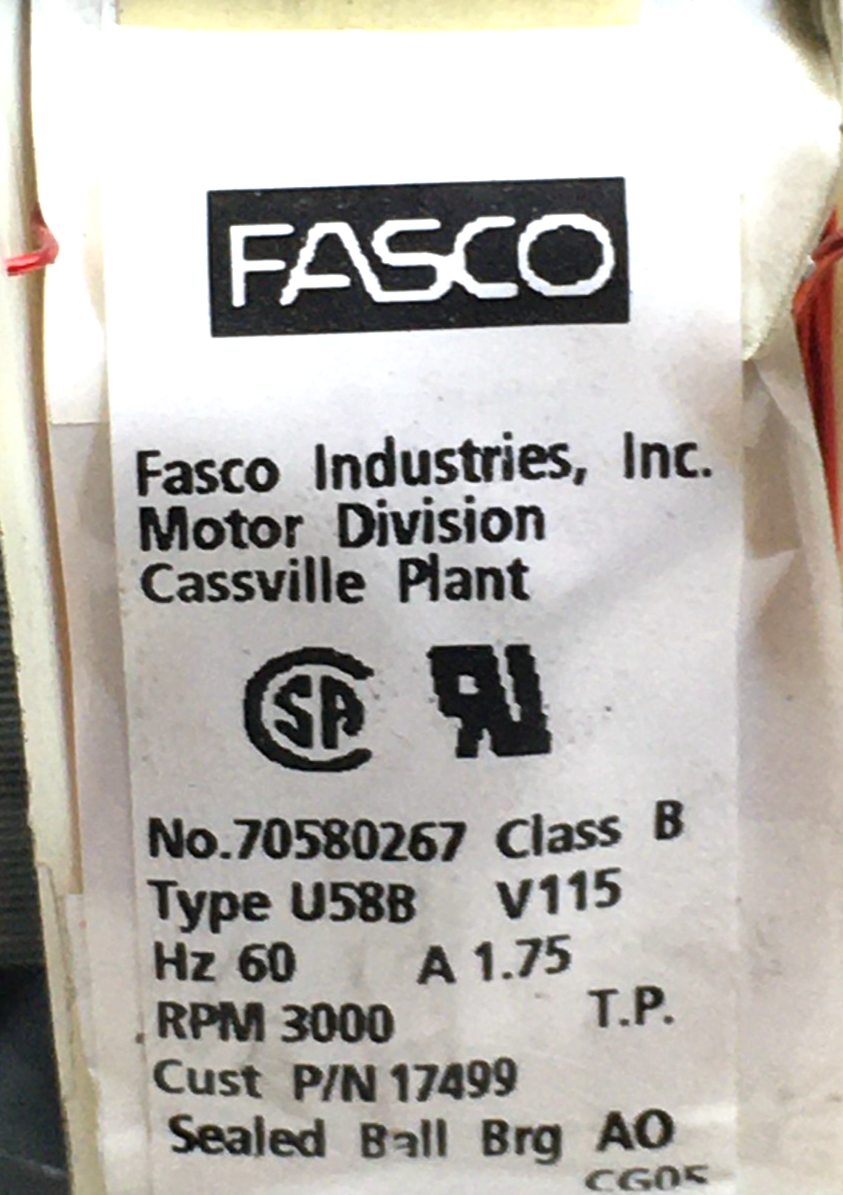 FASCO
Fasco Industries, Inc.
Motor Division
Cassville Plant
SA
No.70580267 Class B
Type U58B V115
Hz 60 A 1.75
RPM 3000 T.P.
Cust P/N 17499
Sealed Ball Brg AO
CG05